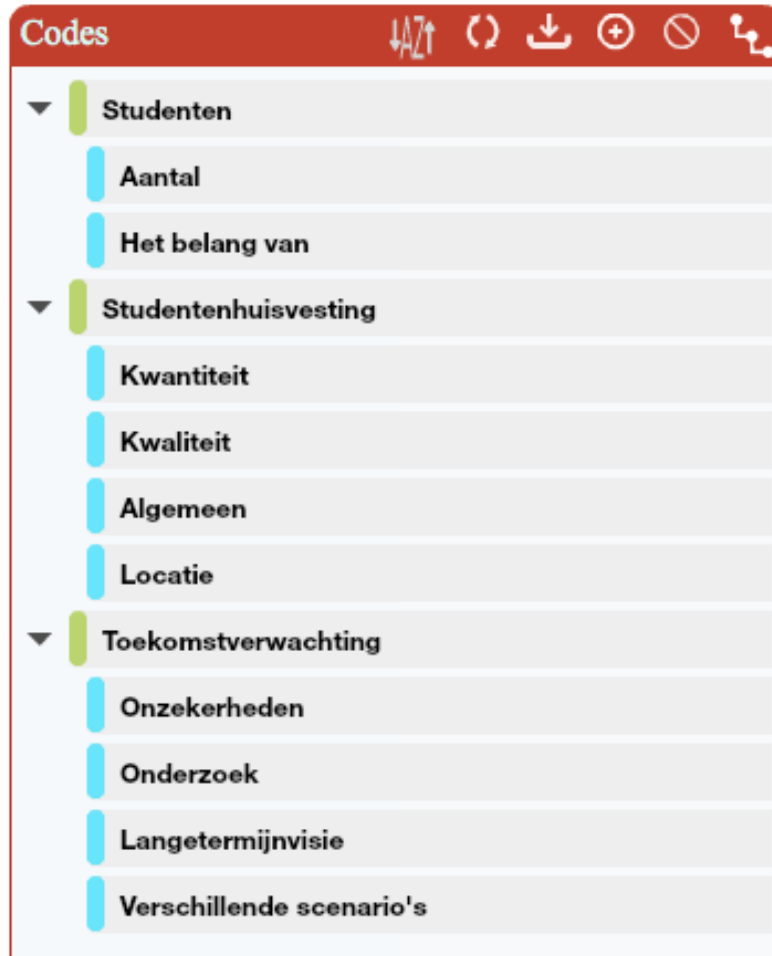 Codes
Studenten
Aantal
Het belang van
Studentenhuisvesting
Kwantiteit
Kwaliteit
Algemeen
Locatie
Toekomstverwachting
Onzekerheden
Onderzoek
Langetermijnvisie
Verschillende scenario's